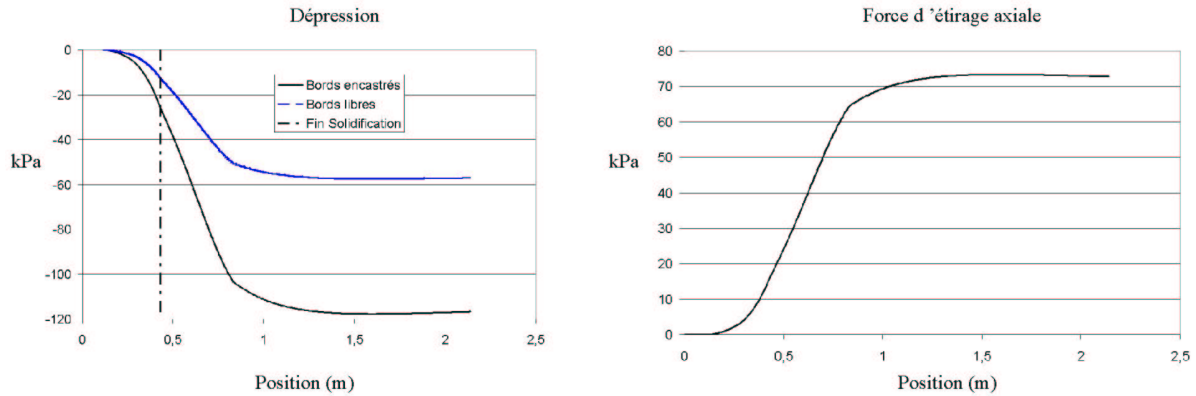 Dépression
0
-20
-40
-60
-80
-100
-120
kPa
Bords encastrés
Bords libres
Fin Solidification
0 0,5 1 1,5 2 2,5
Position (m)
Force d 'étirage axiale
80
70
60
50
40
30
20
10
0
kPa
0 0,5 1 1,5 2 2,5
Position (m)